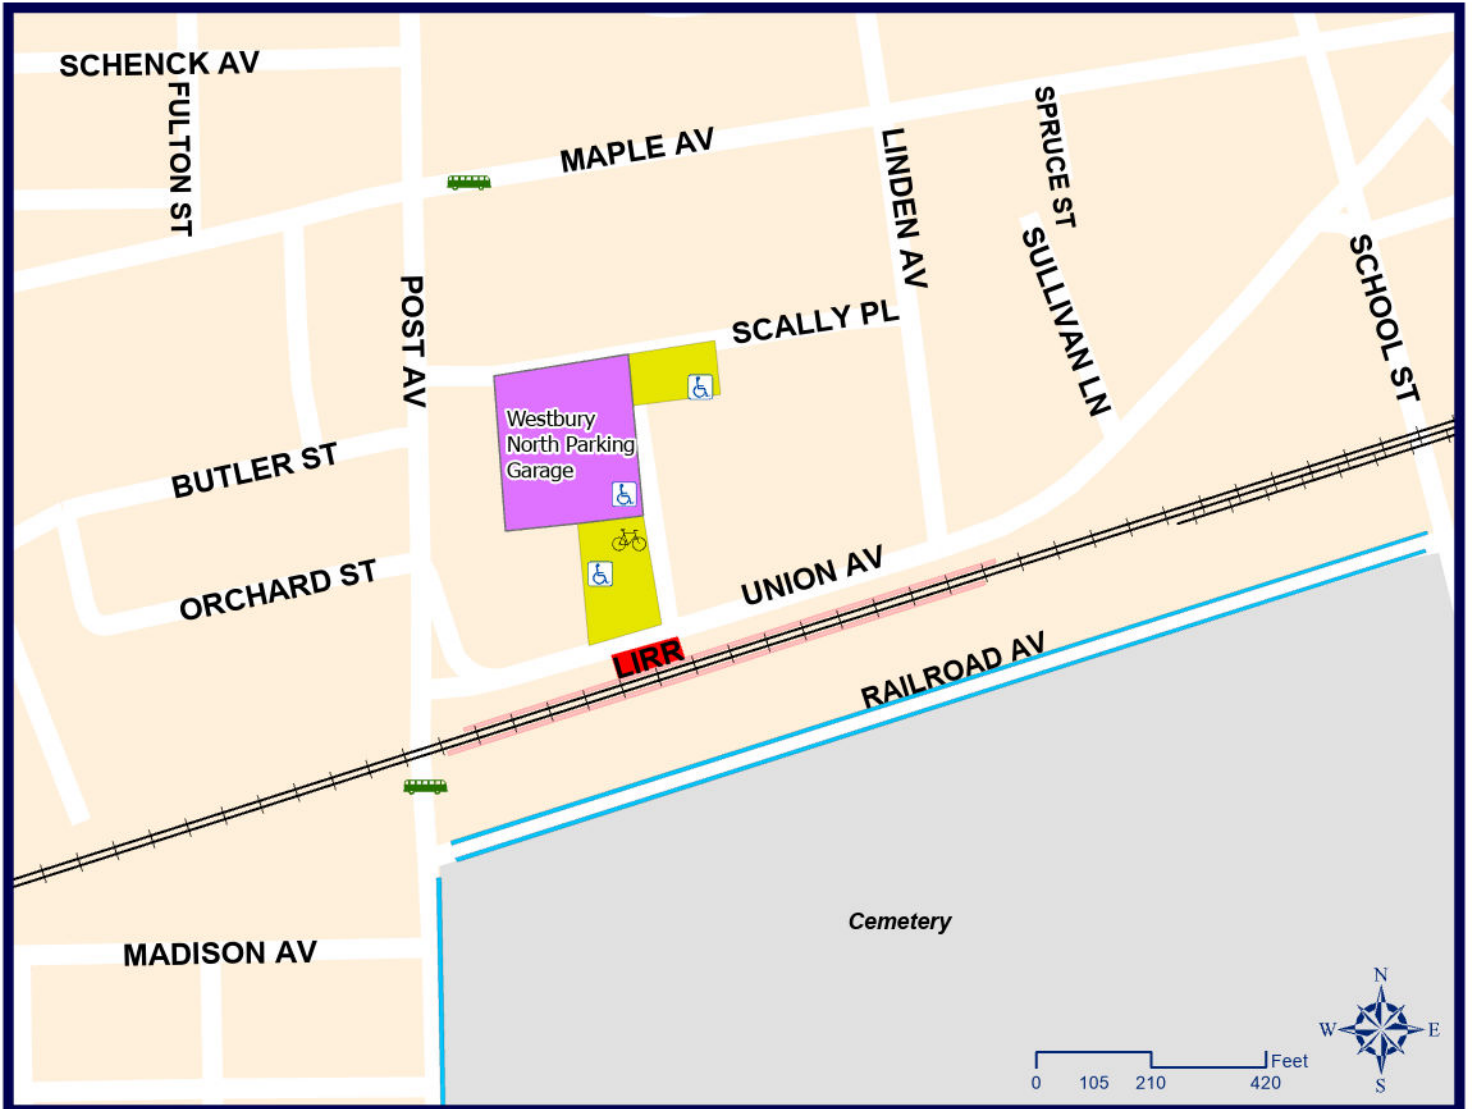 SCHENCK AV
FULTON ST
MAPLE AV
SPRUCE ST
LINDEN AV
SULLIVAN LN
SCHOOL ST
POST AV
SCALLY PL
Westbury
North Parking
Garage
BUTLER ST
ORCHARD ST
UNION AV
LIRR
RAILROAD AV
Cemetery
MADISON AV
N
W
E
S
Feet
0 105 210 420